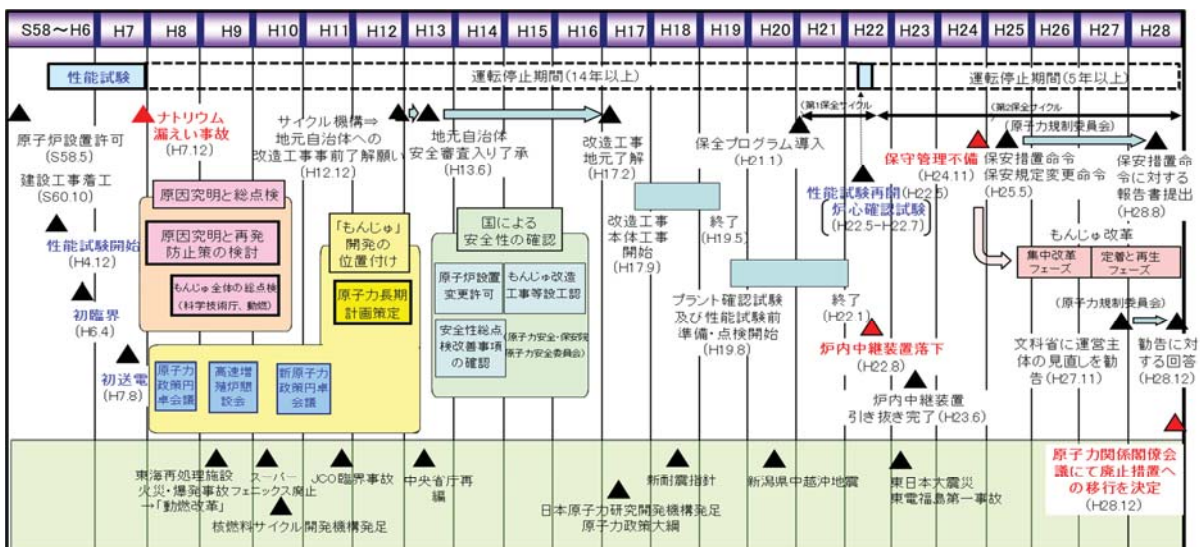 S58～H6 H7 H8 H9 H10 H11 H12 H13 H14 H15 H16 H17 H18 H19 H20 H21 H22 H23 H24 H25 H26 H27 H28
性能試験
運転停止期間(14年以上)
運転停止期間(5年以上)
(第1保全サイクル
(第2保全サイクル
原子炉設置許可
(S58.5)
建設工事着工
(S60.10)
性能試験開始
(H4.12)
初臨界
(H6.4)
初送電
(H7.8)
ナトリウム
漏えい事故
(H7.12)
原因究明と総点検
原因究明と再発
防止策の検討
もんじゅ全体の総点検
(科学技術庁、動燃)
原子力
政策円
卓会議
高速増
殖炉懇
談会
新原子力
政策円卓
会議
サイクル機構⇒
地元自治体への
改造工事事前了解願い
(H12.12)
「もんじゅ」
開発の
位置付け
原子力長期
計画策定
地元自治体
安全審査入り了承
(H13.6)
国による
安全性の確認
原子炉設置
変更許可
もんじゅ改造
工事等設工認
安全性総点
検改善事項
の確認
(原子力安全・保安院
原子力安全委員会)
改造工事
地元了解
(H17.2)
改造工事
本体工事
開始
(H17.9)
終了
(H19.5)
プラント確認試験
及び性能試験前
準備・点検開始
(H19.8)
終了
(H22.1)
保全プログラム導入
(H21.1)
性能試験再開(H22.5)
炉心確認試験
(H22.5-H22.7)
炉内中継装置落下
(H22.8)
炉内中継装置
引き抜き完了(H23.6)
保守管理不備
(H24.11)
(原子力規制委員会)
保安措置命令
保安規定変更命令
(H25.5)
保安措置命
令に対する
報告書提出
(H28.8)
もんじゅ改革
集中改革
フェーズ
定着と再生
フェーズ
(原子力規制委員会)
文科省に運営主
体の見直しを勧
告(H27.11)
勧告に対
する回答
(H28.12)
原子力関係閣僚会
議にて廃止措置へ
の移行を決定
(H28.12)
東海再処理施設
火災・爆発事故
→「動燃改革」
スーパー
フェニックス廃止
核燃料サイクル開発機構発足
JCO臨界事故
中央省庁再
編
日本原子力研究開発機構発足
原子力政策大綱
新耐震指針
新潟県中越沖地震
東日本大震災
東電福島第一事故